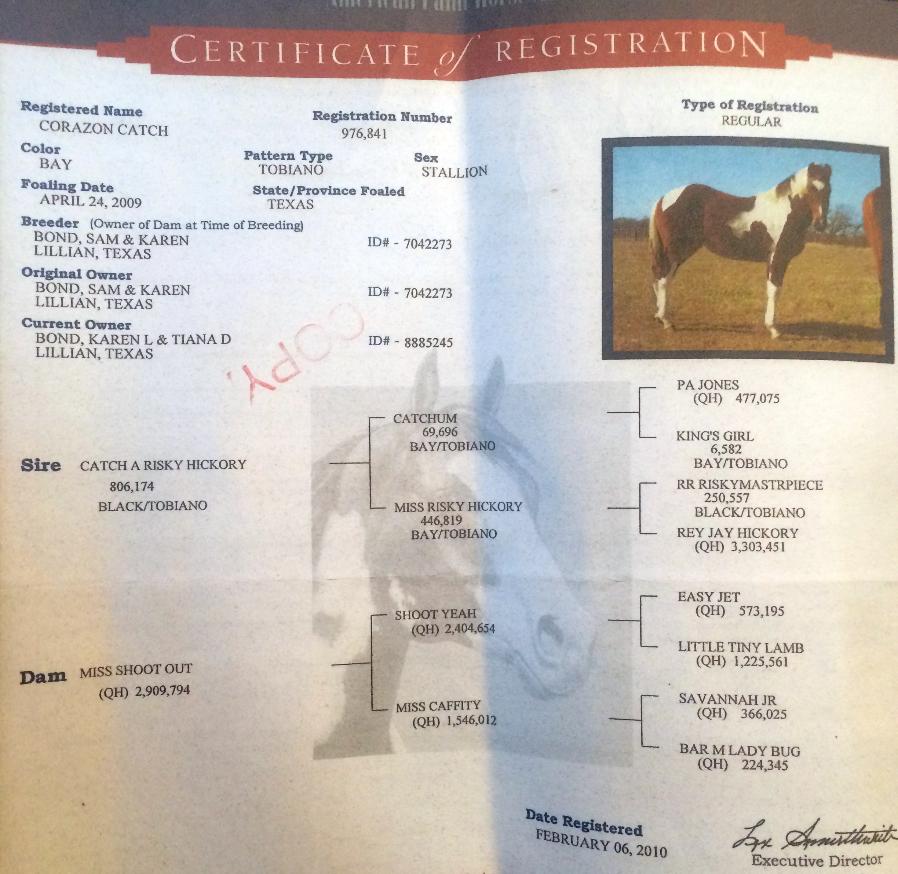 CERTIFICATE of REGISTRATION
Registered Name
CORAZON CATCH
Registration Number
976,841
Type of Registration
REGULAR
Color
BAY
Pattern Type
TOBIANO
Sex
STALLION
Foaling Date
APRIL 24, 2009
State/Province Foaled
TEXAS
Breeder (Owner of Dam at Time of Breeding)
BOND, SAM & KAREN ID# - 7042273
LILLIAN, TEXAS
Original Owner
BOND, SAM & KAREN ID# - 7042273
LILLIAN, TEXAS
Current Owner
BOND, KAREN L & TIANA D ID# - 8885245
LILLIAN, TEXAS
COPY
Sire CATCH A RISKY HICKORY
806,174
BLACK/TOBIANO
CATCHUM
69,696
BAY/TOBIANO
MISS RISKY HICKORY
446,819
BAY/TOBIANO
PA JONES
(QH) 477,075
KING'S GIRL
6,582
BAY/TOBIANO
RR RISKYMASTRPIECE
250,557
BLACK/TOBIANO
REY JAY HICKORY
(QH) 3,303,451
Dam MISS SHOOT OUT
(QH) 2,909,794
SHOOT YEAH
(QH) 2,404,654
MISS CAFFITY
(QH) 1,546,012
EASY JET
(QH) 573,195
LITTLE TINY LAMB
(QH) 1,225,561
SAVANNAH JR
(QH) 366,025
BAR M LADY BUG
(QH) 224,345
Date Registered
FEBRUARY 06, 2010
Executive Director